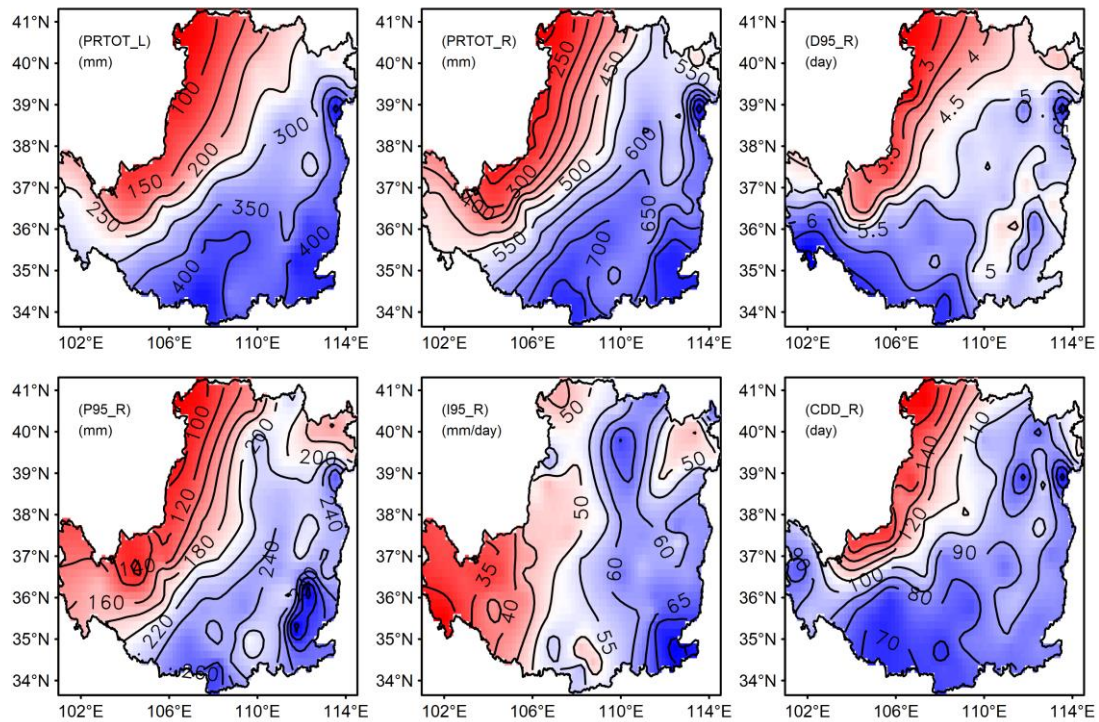 (PRTOT_L)
(mm)
100
150
200
250
300
350
400
400
(PRTOT_R)
(mm)
250
300
400
450
500
550
550
600
650
700
(D95_R)
(day)
3
4
4.5
5
5.5
5.5
5
6
41°N
40°N
39°N
38°N
37°N
36°N
35°N
34°N
102°E 106°E 110°E 114°E
102°E 106°E 110°E 114°E
102°E 106°E 110°E 114°E
(P95_R)
(mm)
100
120
140
160
180
200
200
220
240
240
260
(I95_R)
(mm/day)
50
50
50
35
40
55
60
60
65
(CDD_R)
(day)
140
120
110
100
90
80
80
70
41°N
40°N
39°N
38°N
37°N
36°N
35°N
34°N
102°E 106°E 110°E 114°E
102°E 106°E 110°E 114°E
102°E 106°E 110°E 114°E